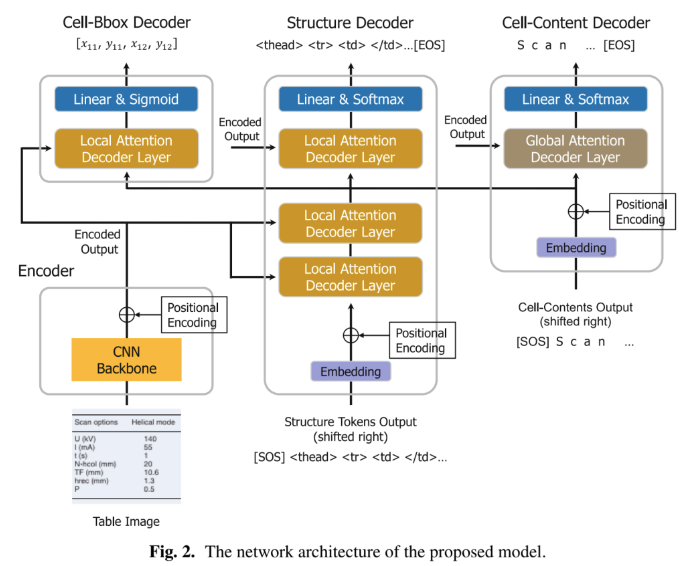 Cell-Bbox Decoder
[x₁₁, y₁₁, x₁₂, y₁₂]
Linear & Sigmoid
Local Attention
Decoder Layer
Encoded
Output
Encoder
Positional
Encoding
CNN
Backbone
Scan options Helical mode
U (kV) 140
I (mA) 55
t (s) 1
N·hcol (mm) 20
TF (mm) 10.6
hrec (mm) 1.3
P 0.5
Table Image
Structure Decoder
<thead> <tr> <td> </td>...[EOS]
Linear & Softmax
Encoded
Output
Local Attention
Decoder Layer
Local Attention
Decoder Layer
Local Attention
Decoder Layer
Positional
Encoding
Embedding
Structure Tokens Output
(shifted right)
[SOS] <thead> <tr> <td> </td>...
Cell-Content Decoder
S c a n ... [EOS]
Linear & Softmax
Encoded
Output
Global Attention
Decoder Layer
Positional
Encoding
Embedding
Cell-Contents Output
(shifted right)
[SOS] S c a n ...
Fig. 2. The network architecture of the proposed model.